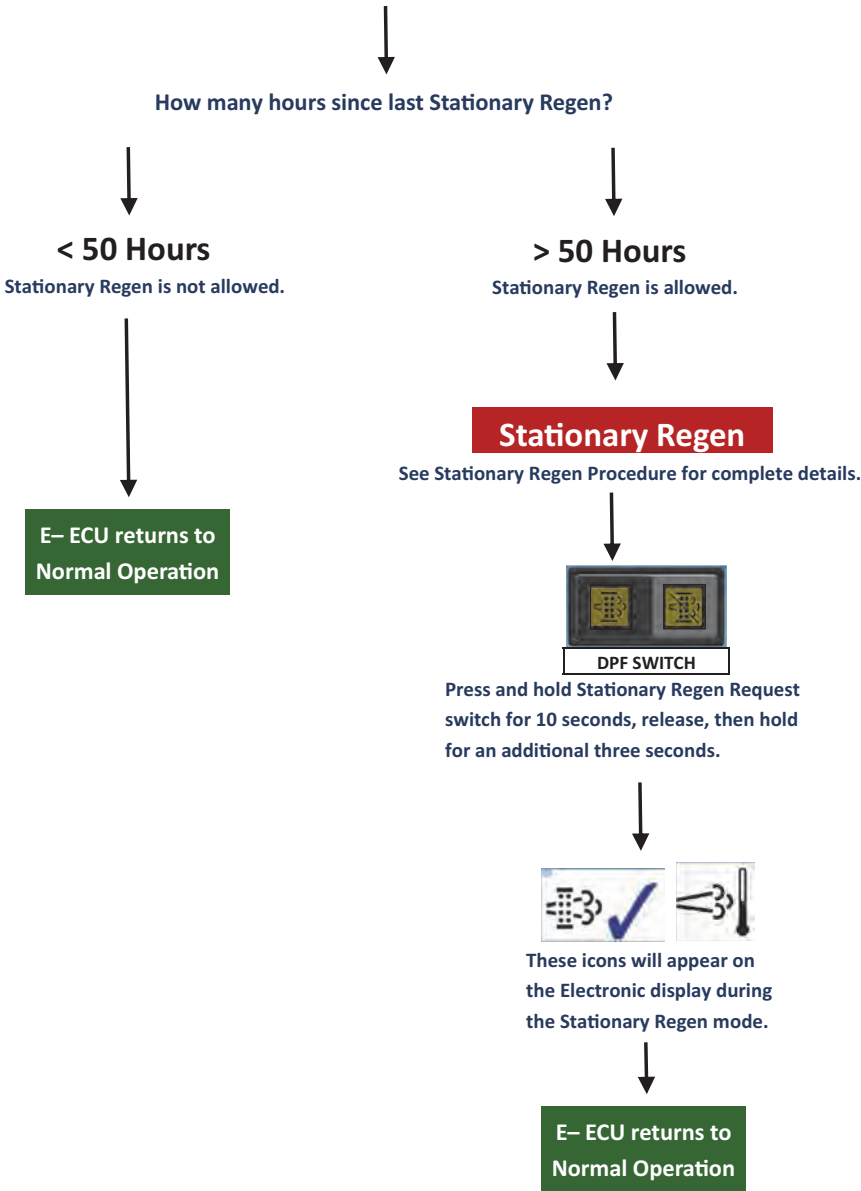 How many hours since last Stationary Regen?
< 50 Hours
Stationary Regen is not allowed.
E– ECU returns to
Normal Operation
> 50 Hours
Stationary Regen is allowed.
Stationary Regen
See Stationary Regen Procedure for complete details.
DPF SWITCH
Press and hold Stationary Regen Request
switch for 10 seconds, release, then hold
for an additional three seconds.
These icons will appear on
the Electronic display during
the Stationary Regen mode.
E– ECU returns to
Normal Operation